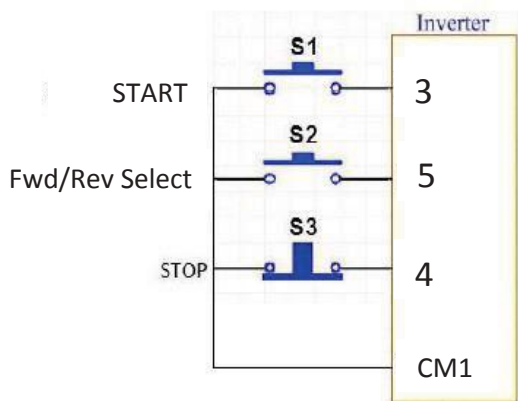 Inverter
S1
START
3
S2
Fwd/Rev Select
5
S3
STOP
4
CM1